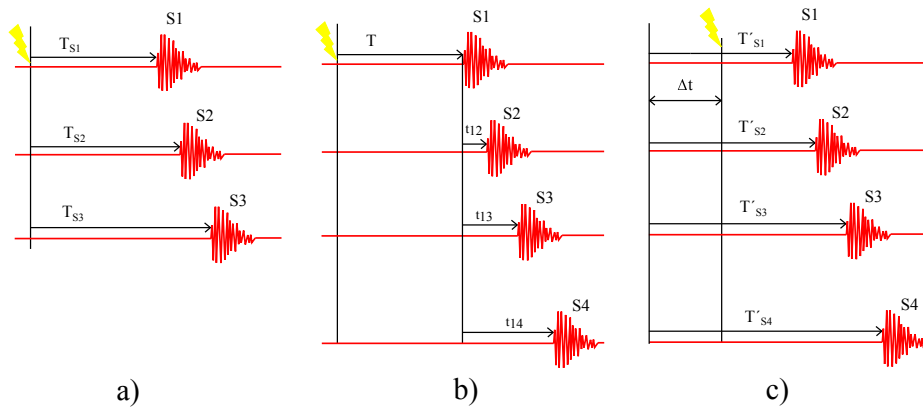 S1
T_S1
S2
T_S2
S3
T_S3
a)
S1
T
S2
t12
S3
t13
S4
t14
b)
S1
T´_S1
Δt
S2
T´_S2
S3
T´_S3
S4
T´_S4
c)